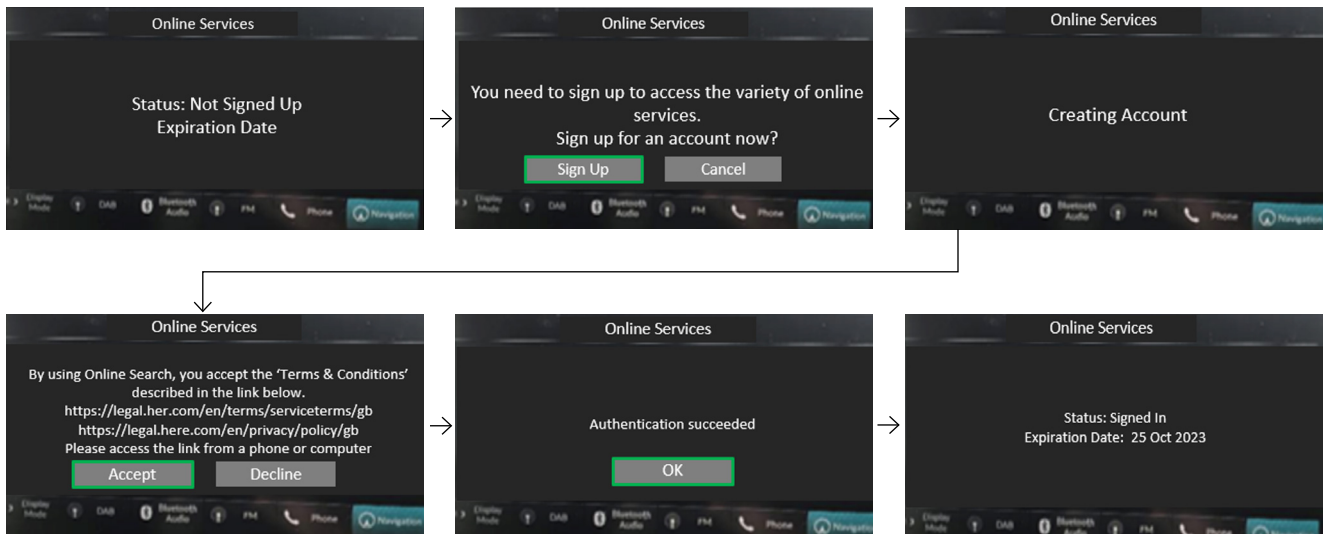 Online Services
Status: Not Signed Up
Expiration Date
Display
Mode
DAB
Bluetooth
Audio
FM
Phone
Navigation
Online Services
You need to sign up to access the variety of online
services.
Sign up for an account now?
Sign Up
Cancel
Display
Mode
DAB
Bluetooth
Audio
FM
Phone
Navigation
Online Services
Creating Account
Display
Mode
DAB
Bluetooth
Audio
FM
Phone
Navigation
Online Services
By using Online Search, you accept the ‘Terms & Conditions’
described in the link below.
https://legal.her.com/en/terms/serviceterms/gb
https://legal.here.com/en/privacy/policy/gb
Please access the link from a phone or computer
Accept
Decline
Display
Mode
DAB
Bluetooth
Audio
FM
Phone
Navigation
Online Services
Authentication succeeded
OK
Display
Mode
DAB
Bluetooth
Audio
FM
Phone
Navigation
Online Services
Status: Signed In
Expiration Date: 25 Oct 2023
Display
Mode
DAB
Bluetooth
Audio
FM
Phone
Navigation